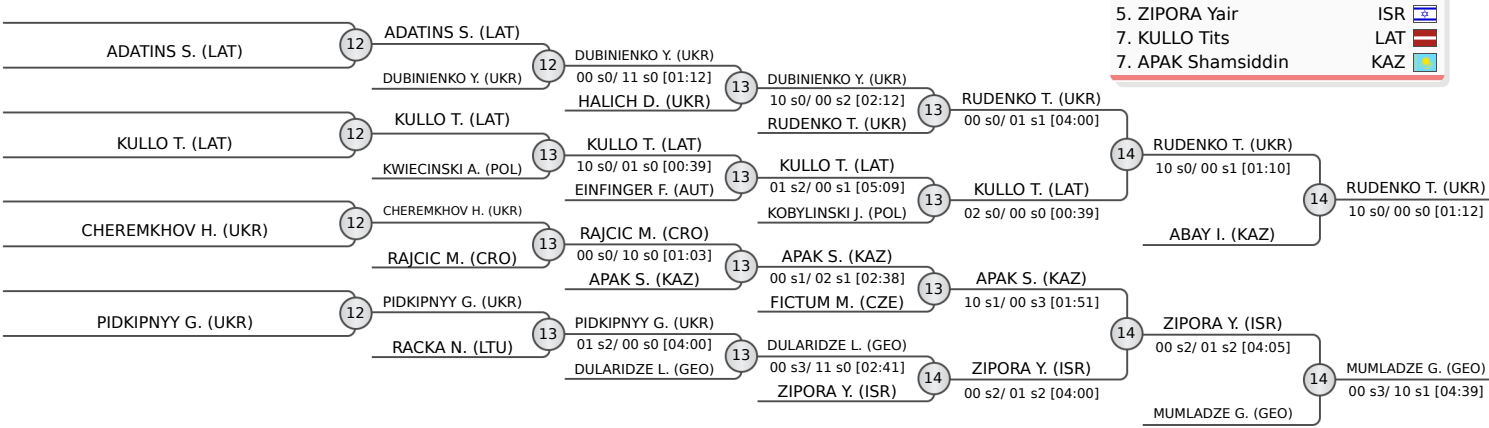 5. ZIPORA Yair ISR
7. KULLO Tits LAT
7. APAK Shamsiddin KAZ
ADATINS S. (LAT)
12
KULLO T. (LAT)
12
CHEREMKHOV H. (UKR)
12
PIDKIPNYY G. (UKR)
12
ADATINS S. (LAT)
DUBINIENKO Y. (UKR)
12
KULLO T. (LAT)
KWIECINSKI A. (POL)
13
CHEREMKHOV H. (UKR)
RAJCIC M. (CRO)
13
PIDKIPNYY G. (UKR)
RACKA N. (LTU)
13
DUBINIENKO Y. (UKR)
00 s0/ 11 s0 [01:12]
HALICH D. (UKR)
13
KULLO T. (LAT)
10 s0/ 01 s0 [00:39]
EINFINGER F. (AUT)
13
RAJCIC M. (CRO)
00 s0/ 10 s0 [01:03]
APAK S. (KAZ)
13
PIDKIPNYY G. (UKR)
01 s2/ 00 s0 [04:00]
DULARIDZE L. (GEO)
13
DUBINIENKO Y. (UKR)
10 s0/ 00 s2 [02:12]
RUDENKO T. (UKR)
13
KULLO T. (LAT)
01 s2/ 00 s1 [05:09]
KOBYLINSKI J. (POL)
13
APAK S. (KAZ)
00 s1/ 02 s1 [02:38]
FICTUM M. (CZE)
13
DULARIDZE L. (GEO)
00 s3/ 11 s0 [02:41]
ZIPORA Y. (ISR)
14
RUDENKO T. (UKR)
00 s0/ 01 s1 [04:00]
KULLO T. (LAT)
02 s0/ 00 s0 [00:39]
14
APAK S. (KAZ)
10 s1/ 00 s3 [01:51]
ZIPORA Y. (ISR)
00 s2/ 01 s2 [04:00]
14
RUDENKO T. (UKR)
10 s0/ 00 s1 [01:10]
ABAY I. (KAZ)
14
ZIPORA Y. (ISR)
00 s2/ 01 s2 [04:05]
MUMLADZE G. (GEO)
14
RUDENKO T. (UKR)
10 s0/ 00 s0 [01:12]
MUMLADZE G. (GEO)
00 s3/ 10 s1 [04:39]